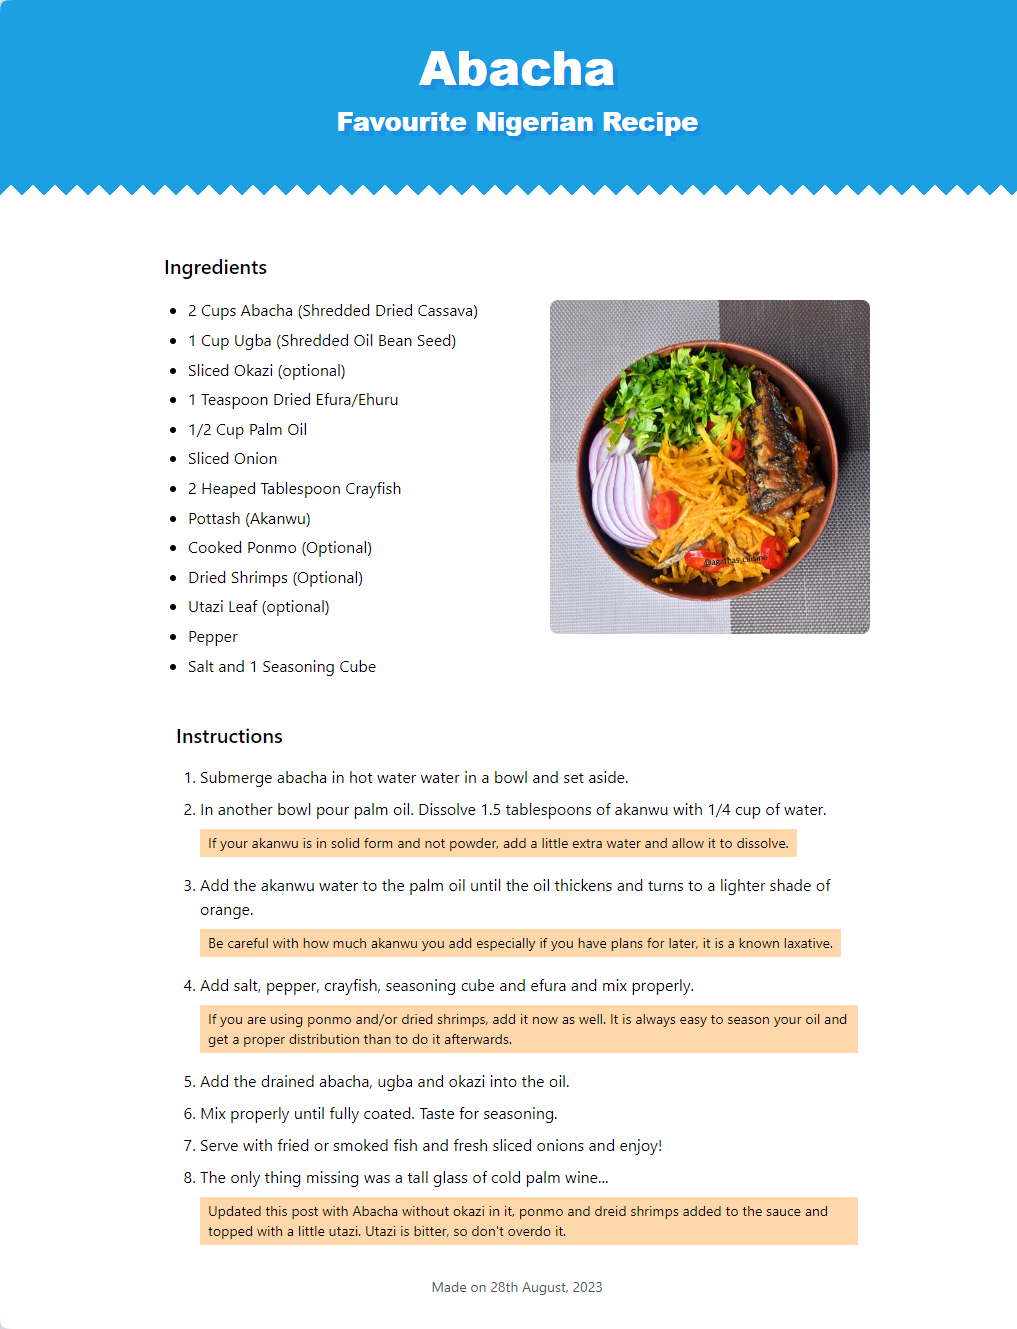 Abacha
Favourite Nigerian Recipe
Ingredients
• 2 Cups Abacha (Shredded Dried Cassava)
• 1 Cup Ugba (Shredded Oil Bean Seed)
• Sliced Okazi (optional)
• 1 Teaspoon Dried Efura/Ehuru
• 1/2 Cup Palm Oil
• Sliced Onion
• 2 Heaped Tablespoon Crayfish
• Pottash (Akanwu)
• Cooked Ponmo (Optional)
• Dried Shrimps (Optional)
• Utazi Leaf (optional)
• Pepper
• Salt and 1 Seasoning Cube
Instructions
1. Submerge abacha in hot water water in a bowl and set aside.
2. In another bowl pour palm oil. Dissolve 1.5 tablespoons of akanwu with 1/4 cup of water.
If your akanwu is in solid form and not powder, add a little extra water and allow it to dissolve.
3. Add the akanwu water to the palm oil until the oil thickens and turns to a lighter shade of
orange.
Be careful with how much akanwu you add especially if you have plans for later, it is a known laxative.
4. Add salt, pepper, crayfish, seasoning cube and efura and mix properly.
If you are using ponmo and/or dried shrimps, add it now as well. It is always easy to season your oil and
get a proper distribution than to do it afterwards.
5. Add the drained abacha, ugba and okazi into the oil.
6. Mix properly until fully coated. Taste for seasoning.
7. Serve with fried or smoked fish and fresh sliced onions and enjoy!
8. The only thing missing was a tall glass of cold palm wine...
Updated this post with Abacha without okazi in it, ponmo and dreid shrimps added to the sauce and
topped with a little utazi. Utazi is bitter, so don't overdo it.
Made on 28th August, 2023